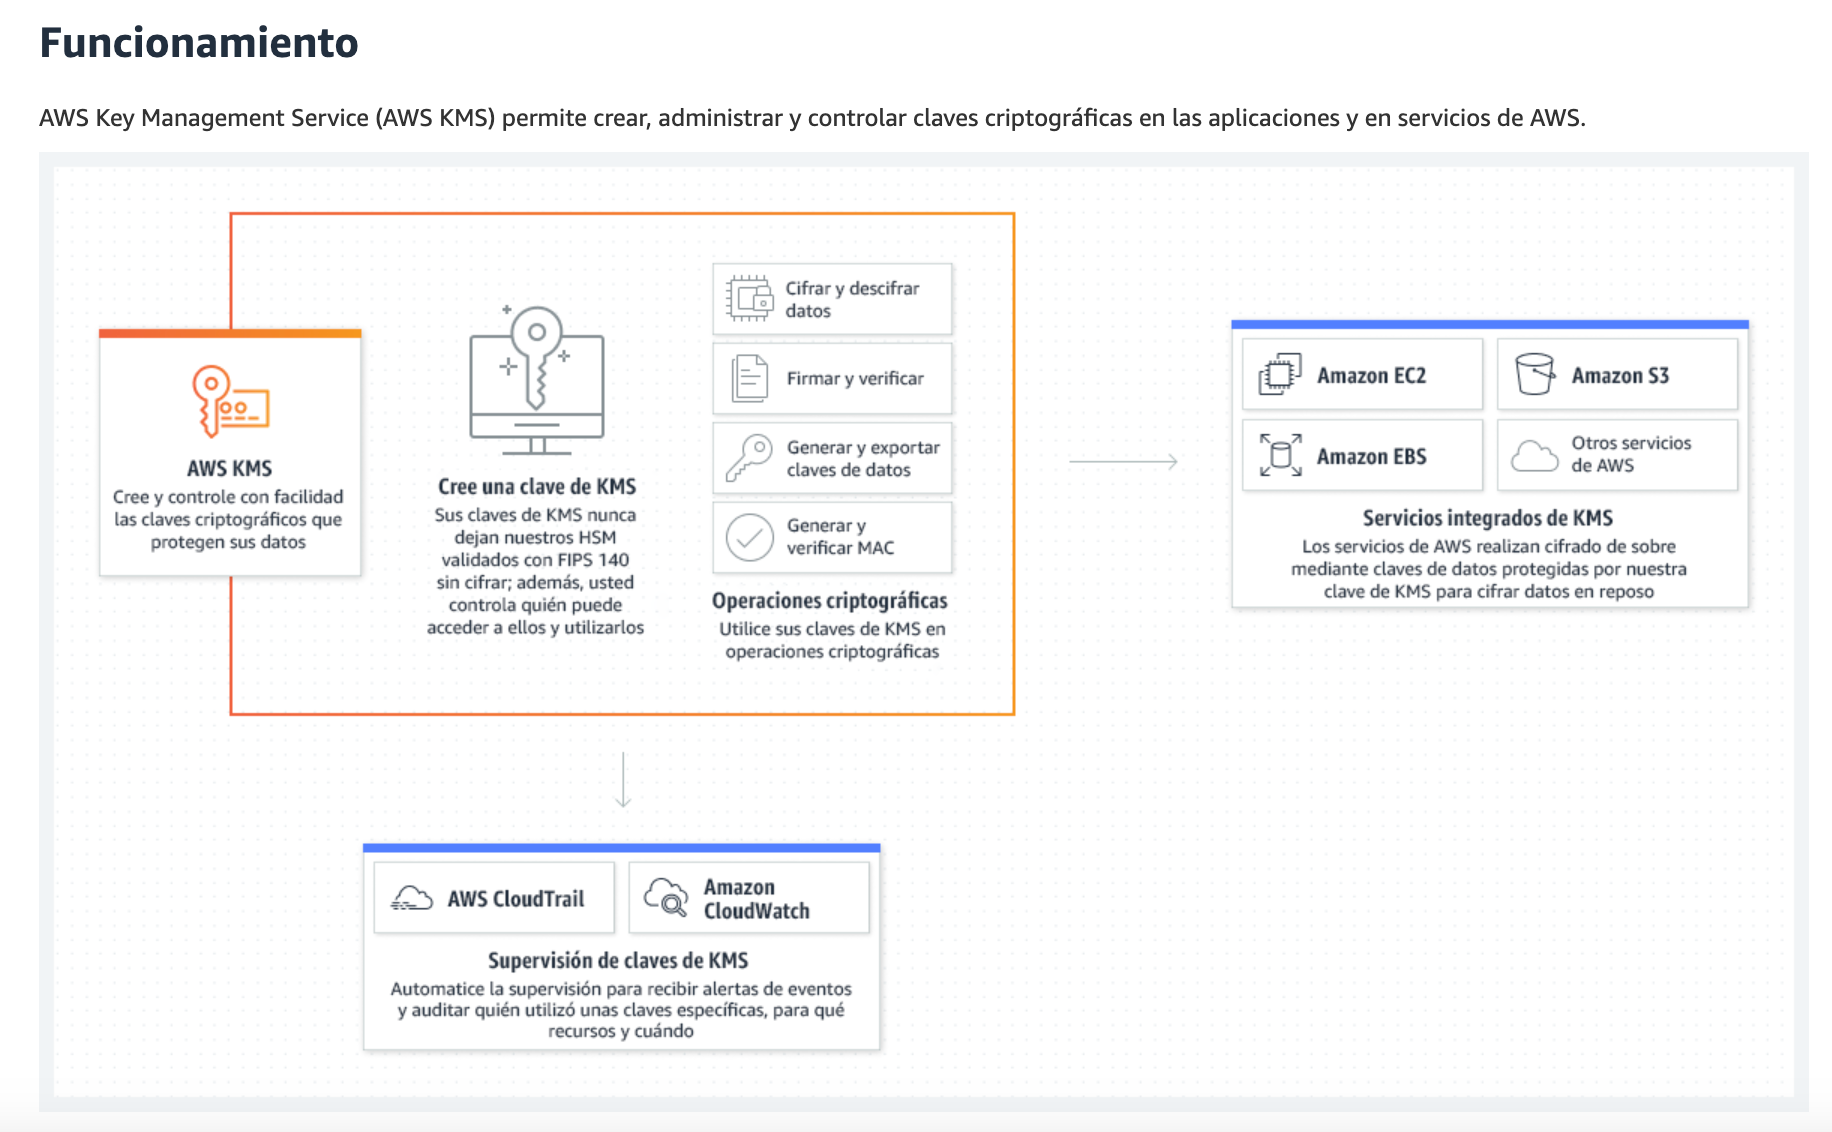 Funcionamiento
AWS Key Management Service (AWS KMS) permite crear, administrar y controlar claves criptográficas en las aplicaciones y en servicios de AWS.
AWS KMS
Cree y controle con facilidad
las claves criptográficos que
protegen sus datos
Cree una clave de KMS
Sus claves de KMS nunca
dejan nuestros HSM
validados con FIPS 140
sin cifrar; además, usted
controla quién puede
acceder a ellos y utilizarlos
Cifrar y descifrar
datos
Firmar y verificar
Generar y exportar
claves de datos
Generar y
verificar MAC
Operaciones criptográficas
Utilice sus claves de KMS en
operaciones criptográficas
Amazon EC2
Amazon S3
Amazon EBS
Otros servicios
de AWS
Servicios integrados de KMS
Los servicios de AWS realizan cifrado de sobre
mediante claves de datos protegidas por nuestra
clave de KMS para cifrar datos en reposo
AWS CloudTrail
Amazon
CloudWatch
Supervisión de claves de KMS
Automatice la supervisión para recibir alertas de eventos
y auditar quién utilizó unas claves específicas, para qué
recursos y cuándo